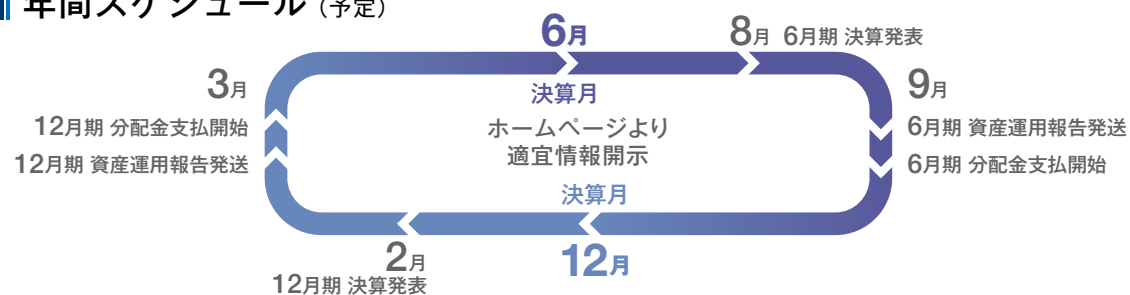 年間スケジュール（予定）
6月
決算月
8月 6月期 決算発表
9月
6月期 資産運用報告発送
6月期 分配金支払開始
ホームページより
適宜情報開示
決算月
12月
2月
12月期 決算発表
3月
12月期 分配金支払開始
12月期 資産運用報告発送